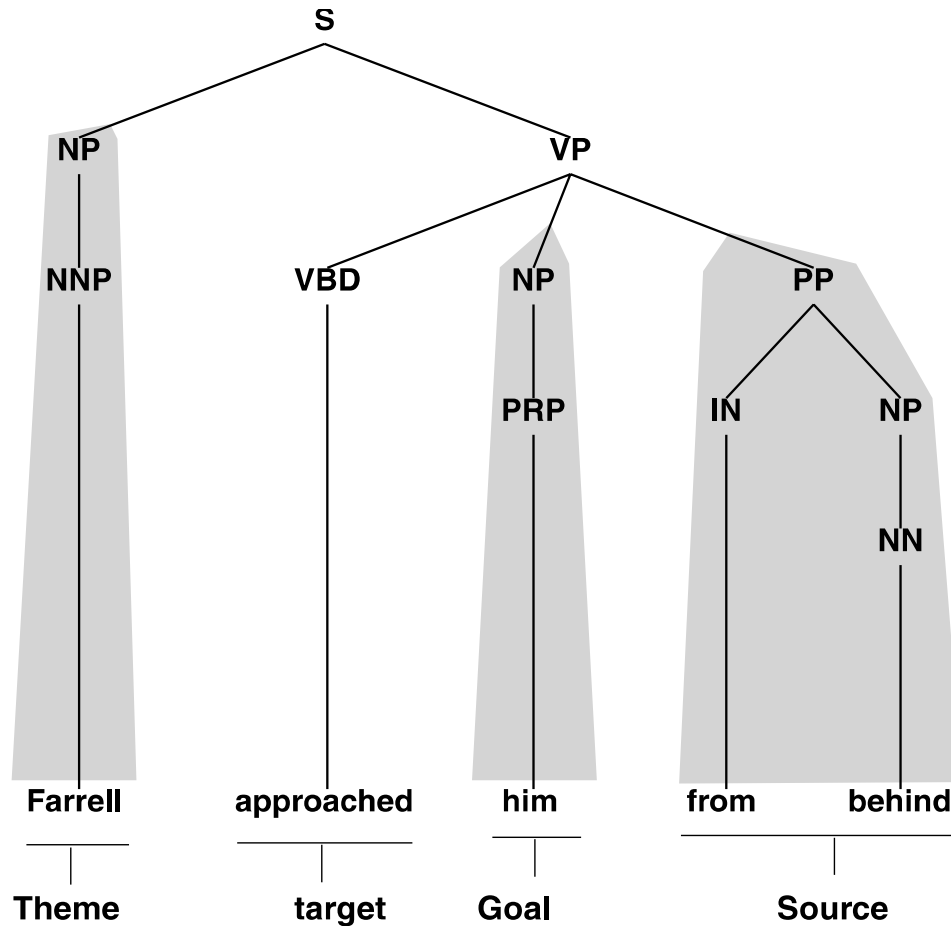 S
NP VP
NNP VBD NP PP
PRP IN NP
NN
Farrell approached him from behind
Theme target Goal Source